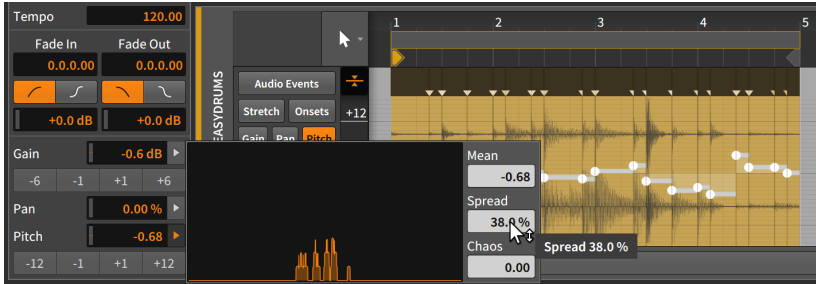 Tempo 120.00
Fade In Fade Out
0.0.0.00 0.0.0.00
+0.0 dB +0.0 dB
Gain -0.6 dB
-6 -1 +1 +6
Pan 0.00 %
Pitch -0.68
-12 -1 +1 +12
EASYDRUMS
1 2 3 4 5
Audio Events
Stretch Onsets
Gain Pan Pitch
+12
Mean
-0.68
Spread
38.0 %
Chaos
0.00
Spread 38.0 %